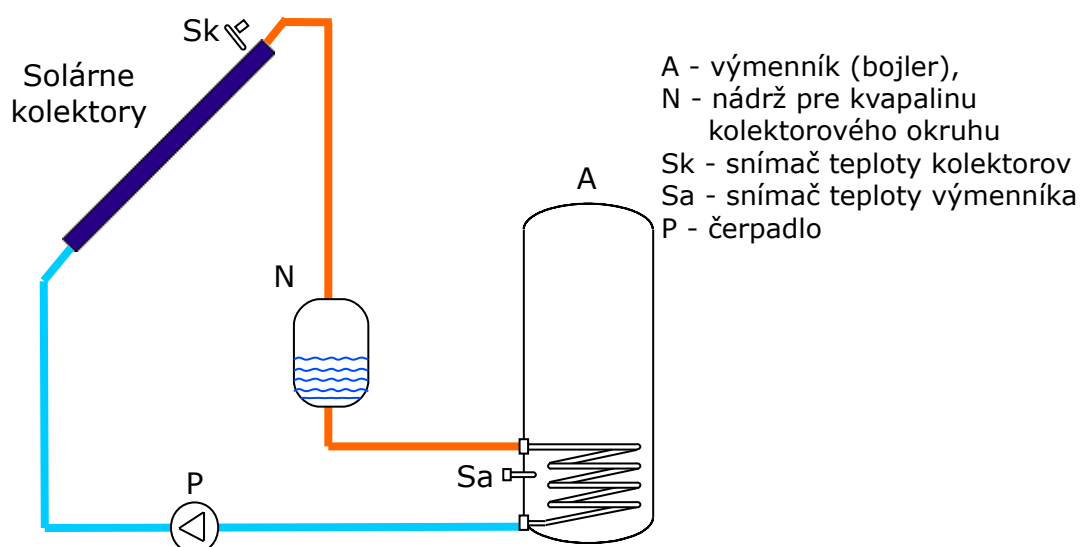 Sk
Solárne
kolektory
A - výmenník (bojler),
N - nádrž pre kvapalinu
kolektorového okruhu
Sk - snímač teploty kolektorov
Sa - snímač teploty výmenníka
P - čerpadlo
A
N
Sa
P